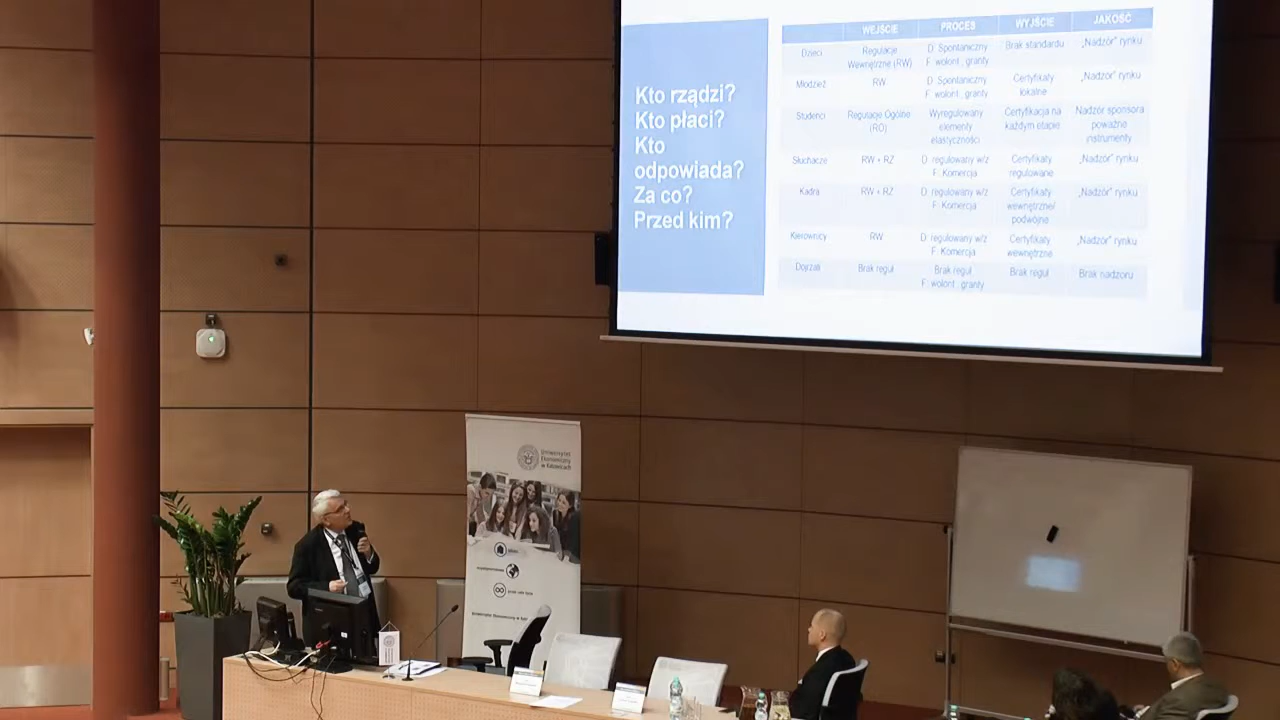 Kto rządzi?
Kto płaci?
Kto
odpowiada?
Za co?
Przed kim?
WEJŚCIE PROCES WYJŚCIE JAKOŚĆ
Dzieci Regulacje Wewnętrzne (RW) D. Spontaniczny F. wolont., granty Brak standardu „Nadzór” rynku
Młodzież RW D. Spontaniczny F. wolont., granty Certyfikaty lokalne „Nadzór” rynku
Studenci Regulacje Ogólne (RO) Wyregulowany elementy elastyczności Certyfikacja na każdym etapie Nadzór sponsora poważne instrumenty
Słuchacze RW + RZ D. regulowany w/z F. Komercja Certyfikaty regulowane „Nadzór” rynku
Kadra RW + RZ D. regulowany w/z F. Komercja Certyfikaty wewnętrzne/ podwójne „Nadzór” rynku
Kierownicy RW D. regulowany w/z F. Komercja Certyfikaty wewnętrzne „Nadzór” rynku
Dojrzali Brak reguł Brak reguł F. wolont., granty Brak reguł Brak nadzoru
Uniwersytet
Ekonomiczny
w Katowicach